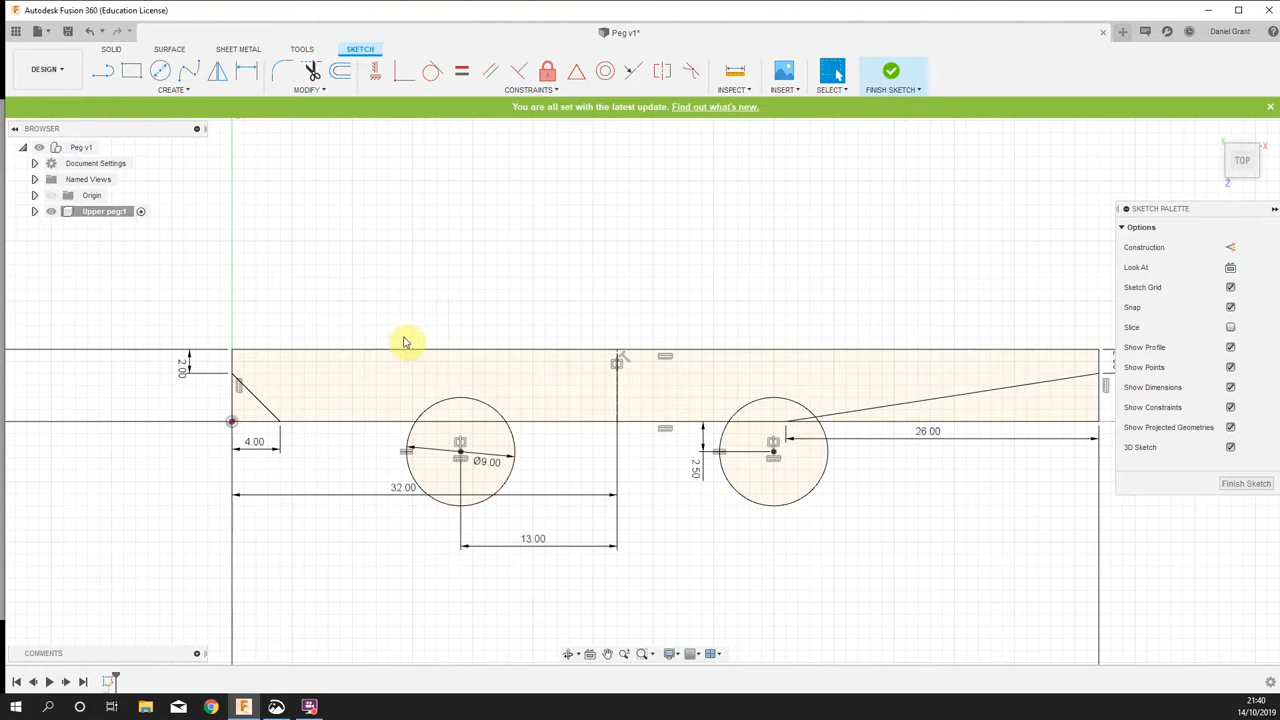 Autodesk Fusion 360 (Education License)
Peg v1*
Daniel Grant
SOLID SURFACE SHEET METAL TOOLS SKETCH
DESIGN
CREATE MODIFY CONSTRAINTS INSPECT INSERT SELECT FINISH SKETCH
You are all set with the latest update. Find out what's new.
BROWSER
Peg v1
Document Settings
Named Views
Origin
Upper peg:1
TOP
X
Y
Z
SKETCH PALETTE
Options
Construction
Look At
Sketch Grid
Snap
Slice
Show Profile
Show Points
Show Dimensions
Show Constraints
Show Projected Geometries
3D Sketch
Finish Sketch
2.00
4.00
Ø9.00
32.00
13.00
2.50
26.00
COMMENTS
21:40
14/10/2019